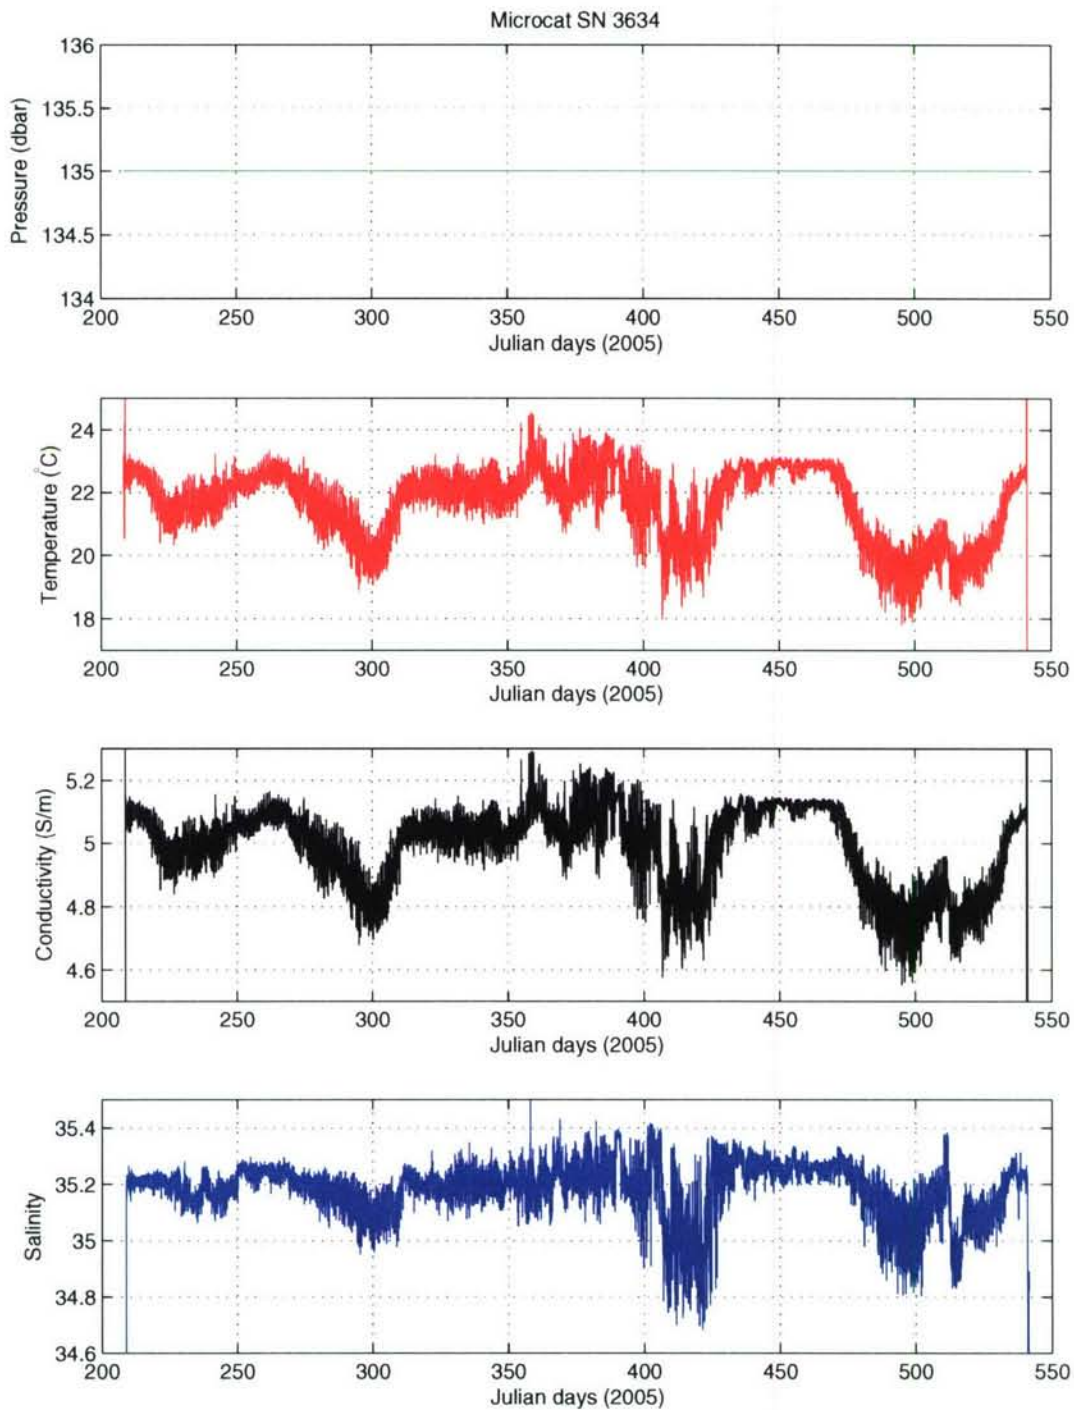 Microcat SN 3634
136
135.5
135
134.5
134
Pressure (dbar)
200 250 300 350 400 450 500 550
Julian days (2005)
24
22
20
18
Temperature (°C)
200 250 300 350 400 450 500 550
Julian days (2005)
5.2
5
4.8
4.6
Conductivity (S/m)
200 250 300 350 400 450 500 550
Julian days (2005)
35.4
35.2
35
34.8
34.6
Salinity
200 250 300 350 400 450 500 550
Julian days (2005)